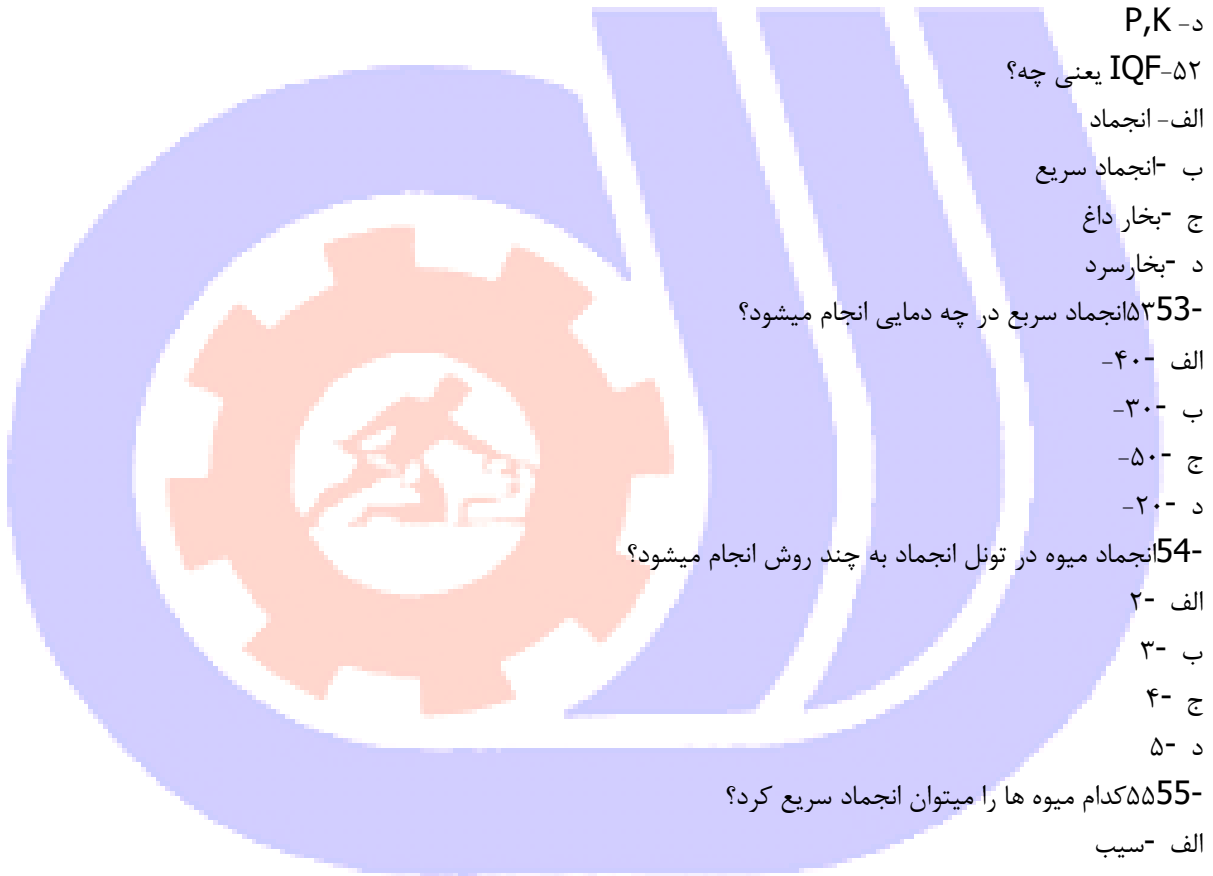 د- P,K
۵۲-IQF یعنی چه؟
الف- انجماد
ب -انجماد سریع
ج -بخار داغ
د -بخارسرد
-53۵۳انجماد سربع در چه دمایی انجام میشود؟
الف -۴۰-
ب -۳۰-
ج -۵۰-
د -۲۰-
-54انجماد میوه در تونل انجماد به چند روش انجام میشود؟
الف -۲
ب -۳
ج -۴
د -۵
-55۵۵کدام میوه ها را میتوان انجماد سریع کرد؟
الف -سیب